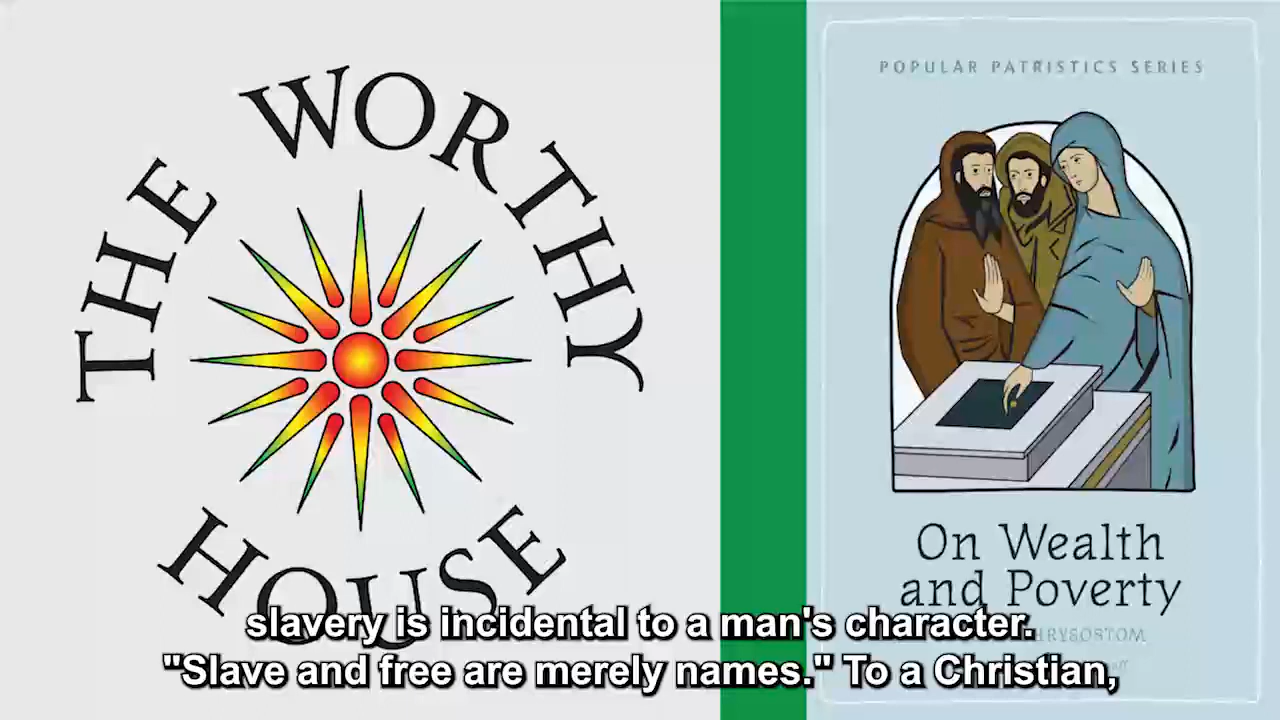 THE WORTHY
HOUSE
POPULAR PATRISTICS SERIES
On Wealth
and Poverty
slavery is incidental to a man's character.
"Slave and free are merely names." To a Christian,